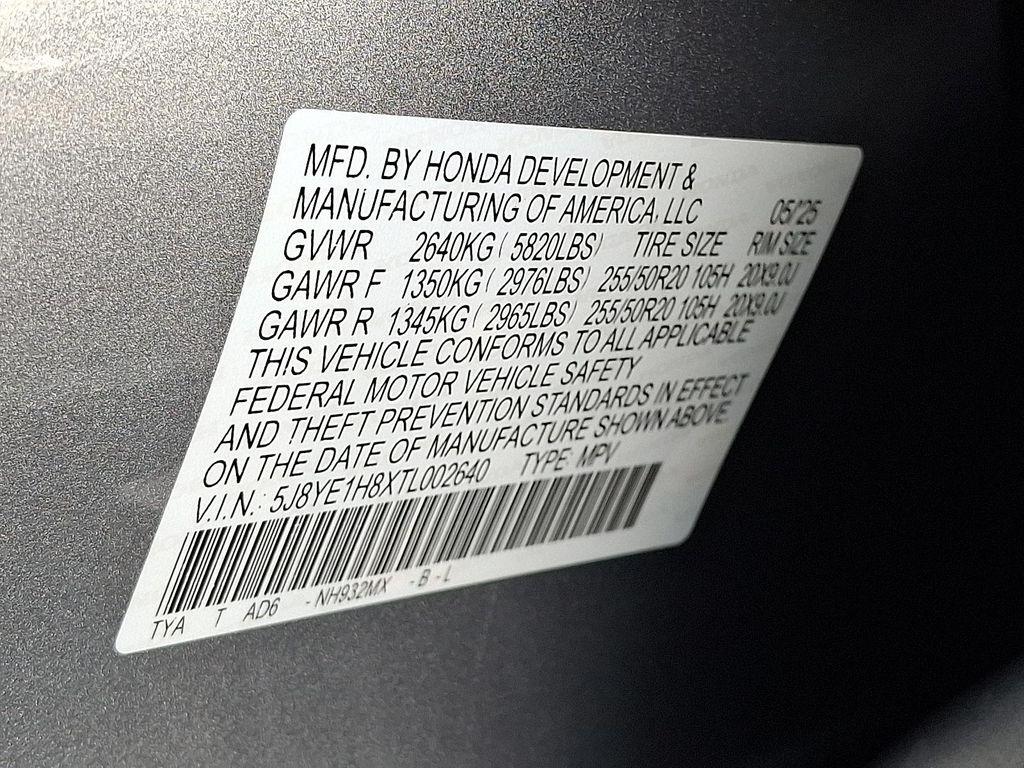 MFD. BY HONDA DEVELOPMENT &
MANUFACTURING OF AMERICA, LLC 05/25
GVWR 2640KG ( 5820LBS) TIRE SIZE RIM SIZE
GAWR F 1350KG ( 2976LBS) 255/50R20 105H 20X9.0J
GAWR R 1345KG ( 2965LBS) 255/50R20 105H 20X9.0J
THIS VEHICLE CONFORMS TO ALL APPLICABLE
FEDERAL MOTOR VEHICLE SAFETY
AND THEFT PREVENTION STANDARDS IN EFFECT
ON THE DATE OF MANUFACTURE SHOWN ABOVE
V.I.N.: 5J8YE1H8XTL002640 TYPE: MPV
TYA T AD6 - NH932MX - B - L